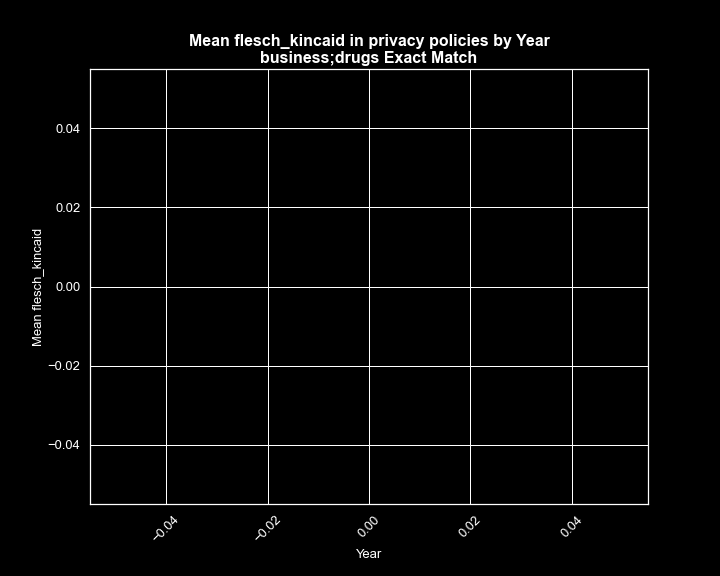 Mean flesch_kincaid in privacy policies by Year
business;drugs Exact Match
0.04
0.02
0.00
−0.02
−0.04
Mean flesch_kincaid
−0.04
−0.02
0.00
0.02
0.04
Year